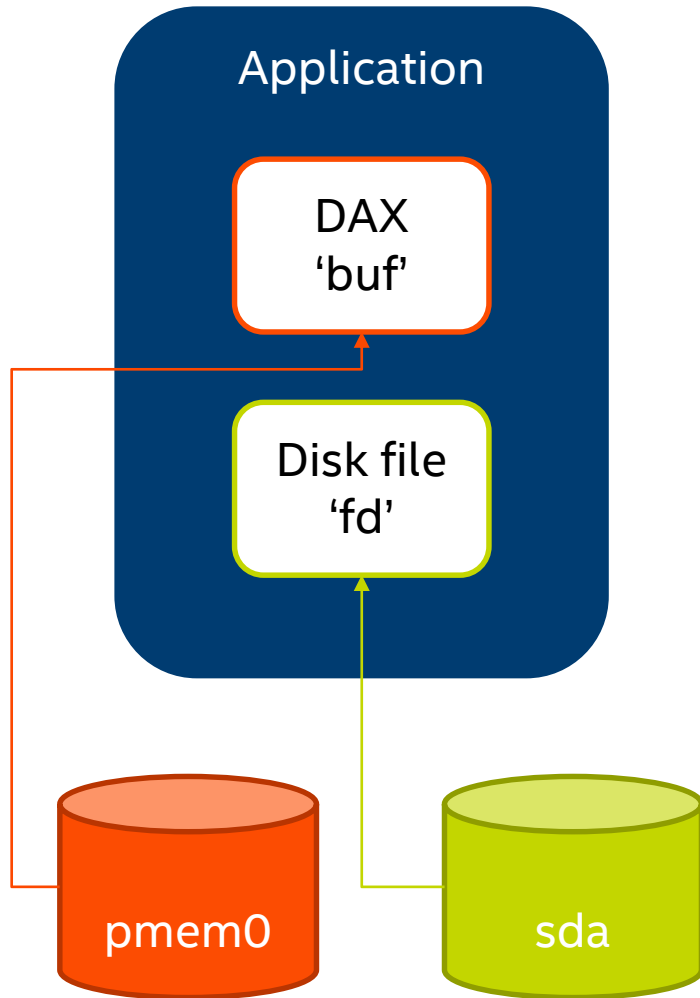 Application
DAX
‘buf’
Disk file
‘fd’
pmem0
sda